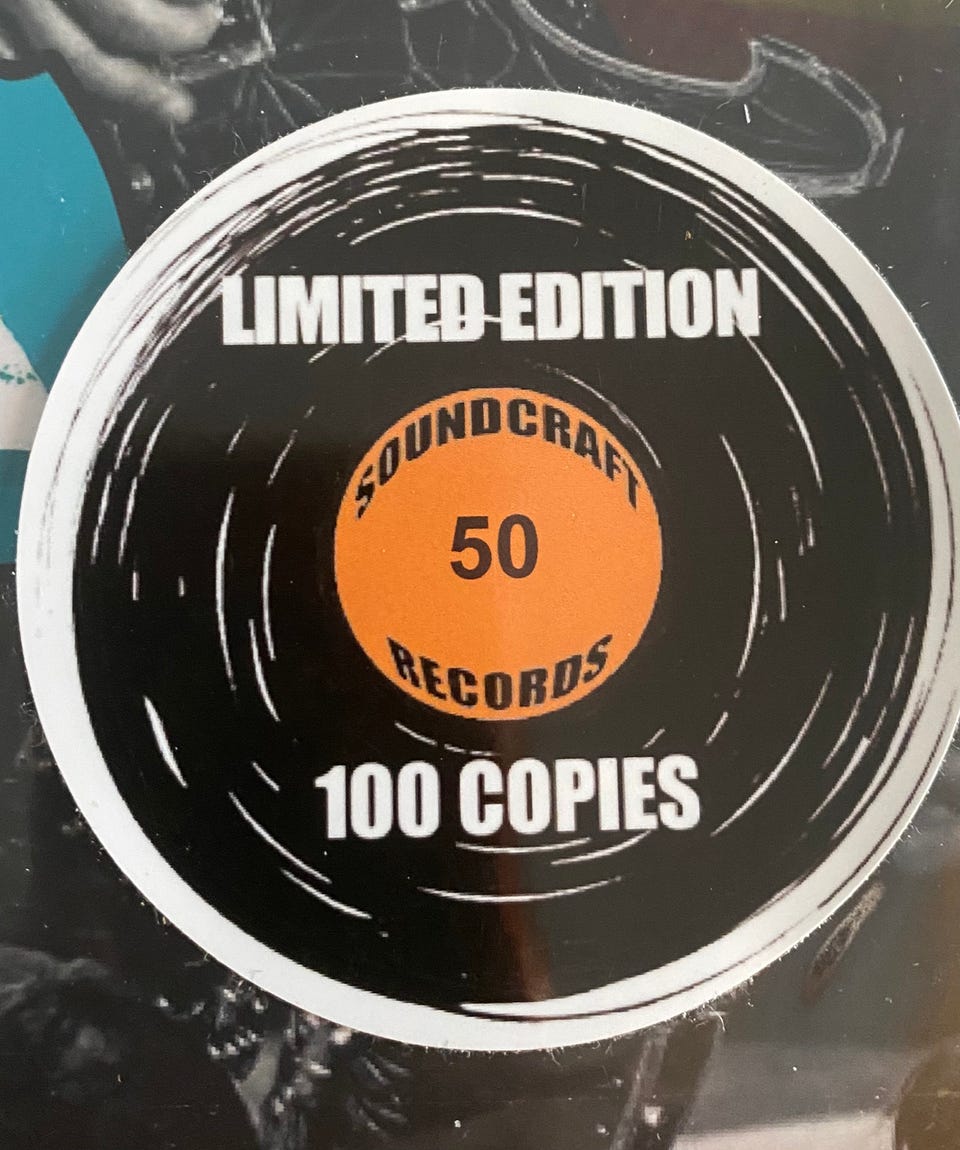 LIMITED EDITION
SOUNDCRAFT
50
RECORDS
100 COPIES